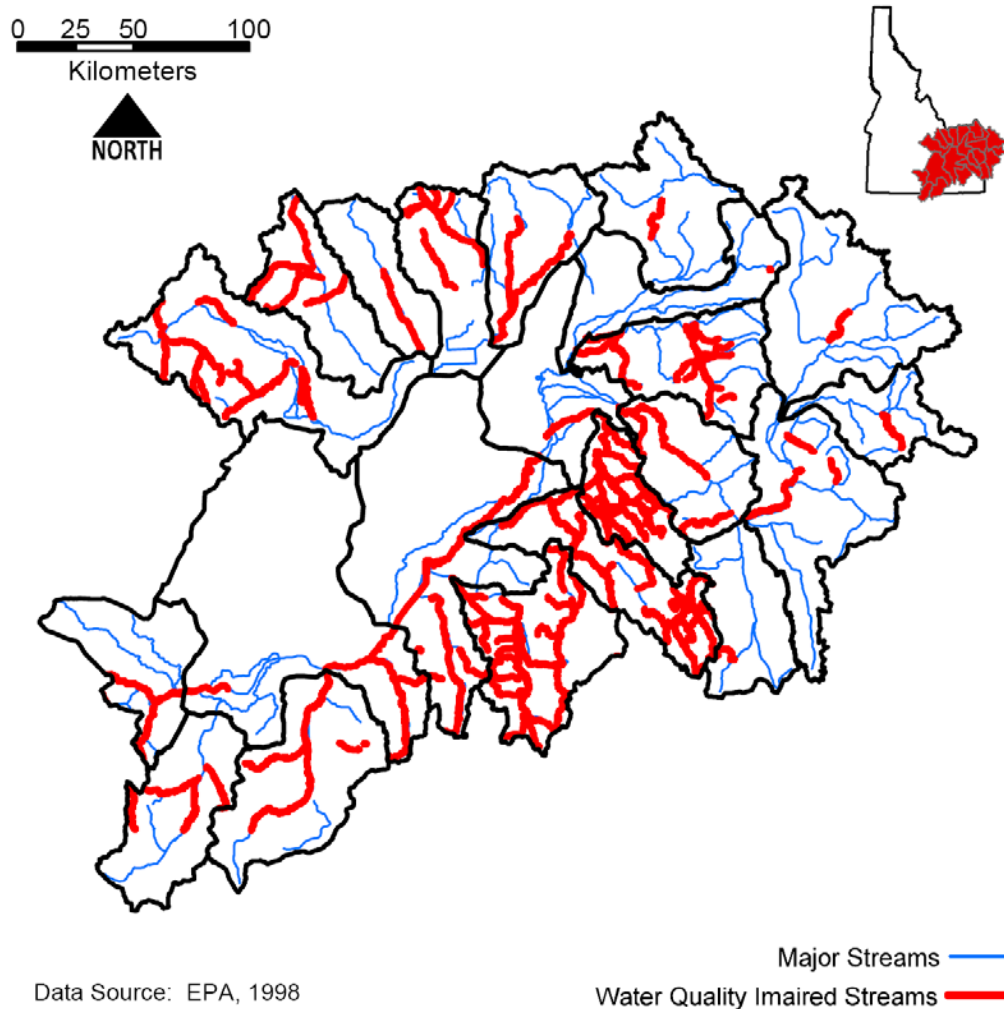 0 25 50 100
Kilometers
NORTH
Major Streams
Data Source: EPA, 1998
Water Quality Imaired Streams